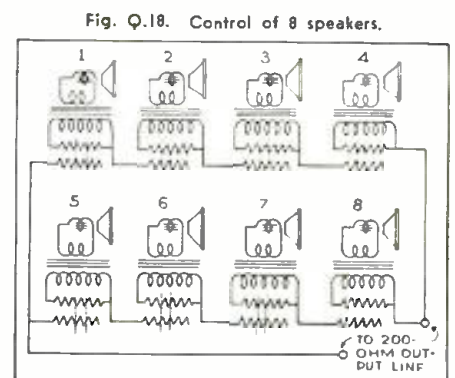 Fig. Q.18. Control of 8 speakers.
1 2 3 4
5 6 7 8
TO 200-
OHM OUT-
PUT LINE